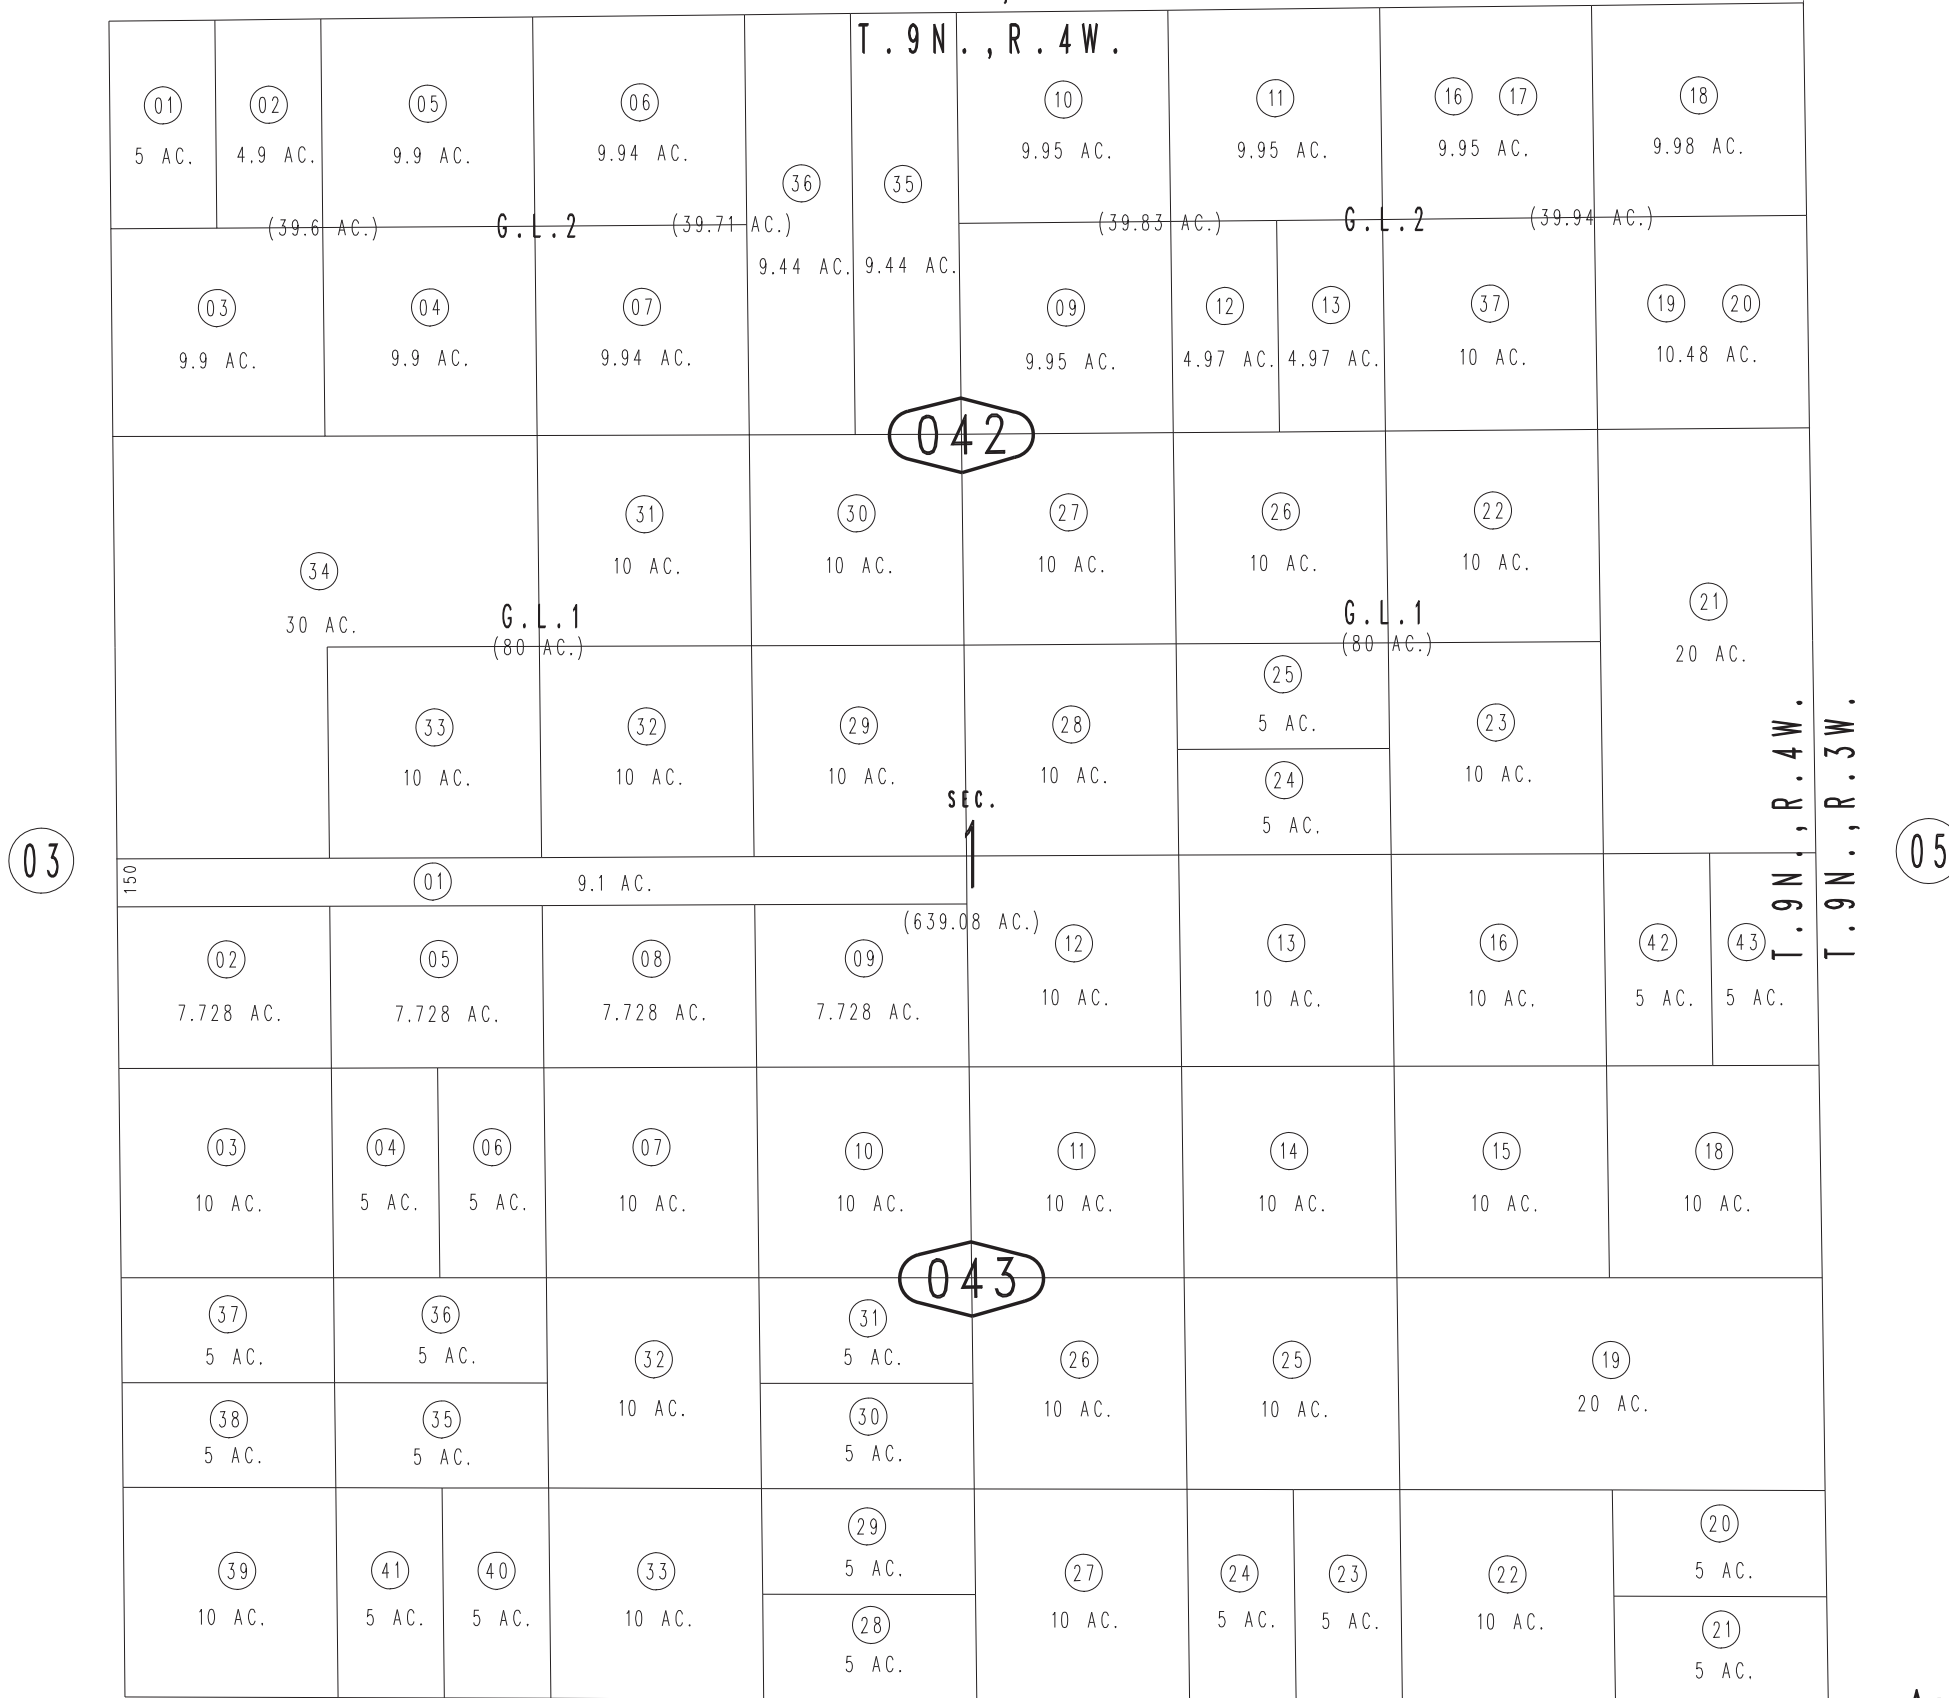 T.9N.,R.4W.
01 02 05 06 10 11 16 17 18
5 AC. 4.9 AC. 9.9 AC. 9.94 AC. 9.95 AC. 9.95 AC. 9.95 AC. 9.98 AC.
36 35
(39.6 AC.) G.L.2 (39.71 AC.) (39.83 AC.) G.L.2 (39.94 AC.)
9.44 AC. 9.44 AC.
03 04 07 09 12 13 37 19 20
9.9 AC. 9.9 AC. 9.94 AC. 9.95 AC. 4.97 AC. 4.97 AC. 10 AC. 10.48 AC.
042
31 30 27 26 22
10 AC. 10 AC. 10 AC. 10 AC. 10 AC.
34 21
30 AC. G.L.1 G.L.1
(80 AC.) (80 AC.) 20 AC.
25
5 AC.
33 32 29 28 23
10 AC. 10 AC. 10 AC. 10 AC. 10 AC.
24
5 AC.
SEC.
1
T.9N.,R.4W.
T.9N.,R.3W.
03 05
150 01 9.1 AC.
(639.08 AC.)
02 05 08 09 12 13 16 42 43
7.728 AC. 7.728 AC. 7.728 AC. 7.728 AC. 10 AC. 10 AC. 10 AC. 5 AC. 5 AC.
03 04 06 07 10 11 14 15 18
10 AC. 5 AC. 5 AC. 10 AC. 10 AC. 10 AC. 10 AC. 10 AC. 10 AC.
043
37 36 31
5 AC. 5 AC. 5 AC.
32 26 25 19
10 AC. 10 AC. 10 AC. 20 AC.
38 35 30
5 AC. 5 AC. 5 AC.
29 20
5 AC. 5 AC.
39 41 40 33 27 24 23 22
10 AC. 5 AC. 5 AC. 10 AC. 10 AC. 5 AC. 5 AC. 10 AC.
28 21
5 AC. 5 AC.